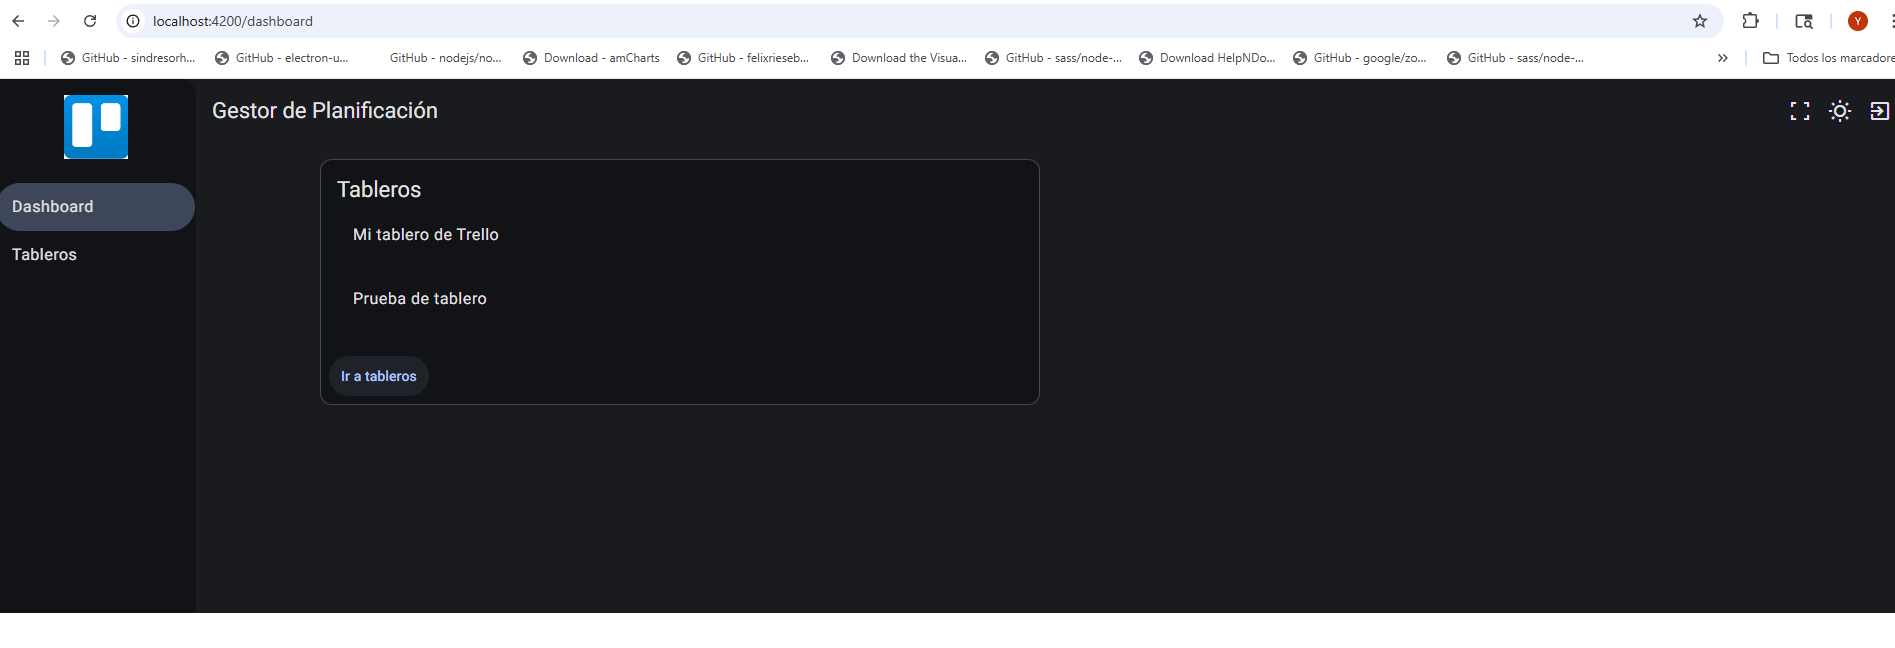 localhost:4200/dashboard
GitHub - sindresorh...
GitHub - electron-u...
GitHub - nodejs/no...
Download - amCharts
GitHub - felixrieseb...
Download the Visua...
GitHub - sass/node-...
Download HelpNDo...
GitHub - google/zo...
GitHub - sass/node-...
»
Todos los marcadore
Y
Gestor de Planificación
Dashboard
Tableros
Tableros
Mi tablero de Trello
Prueba de tablero
Ir a tableros